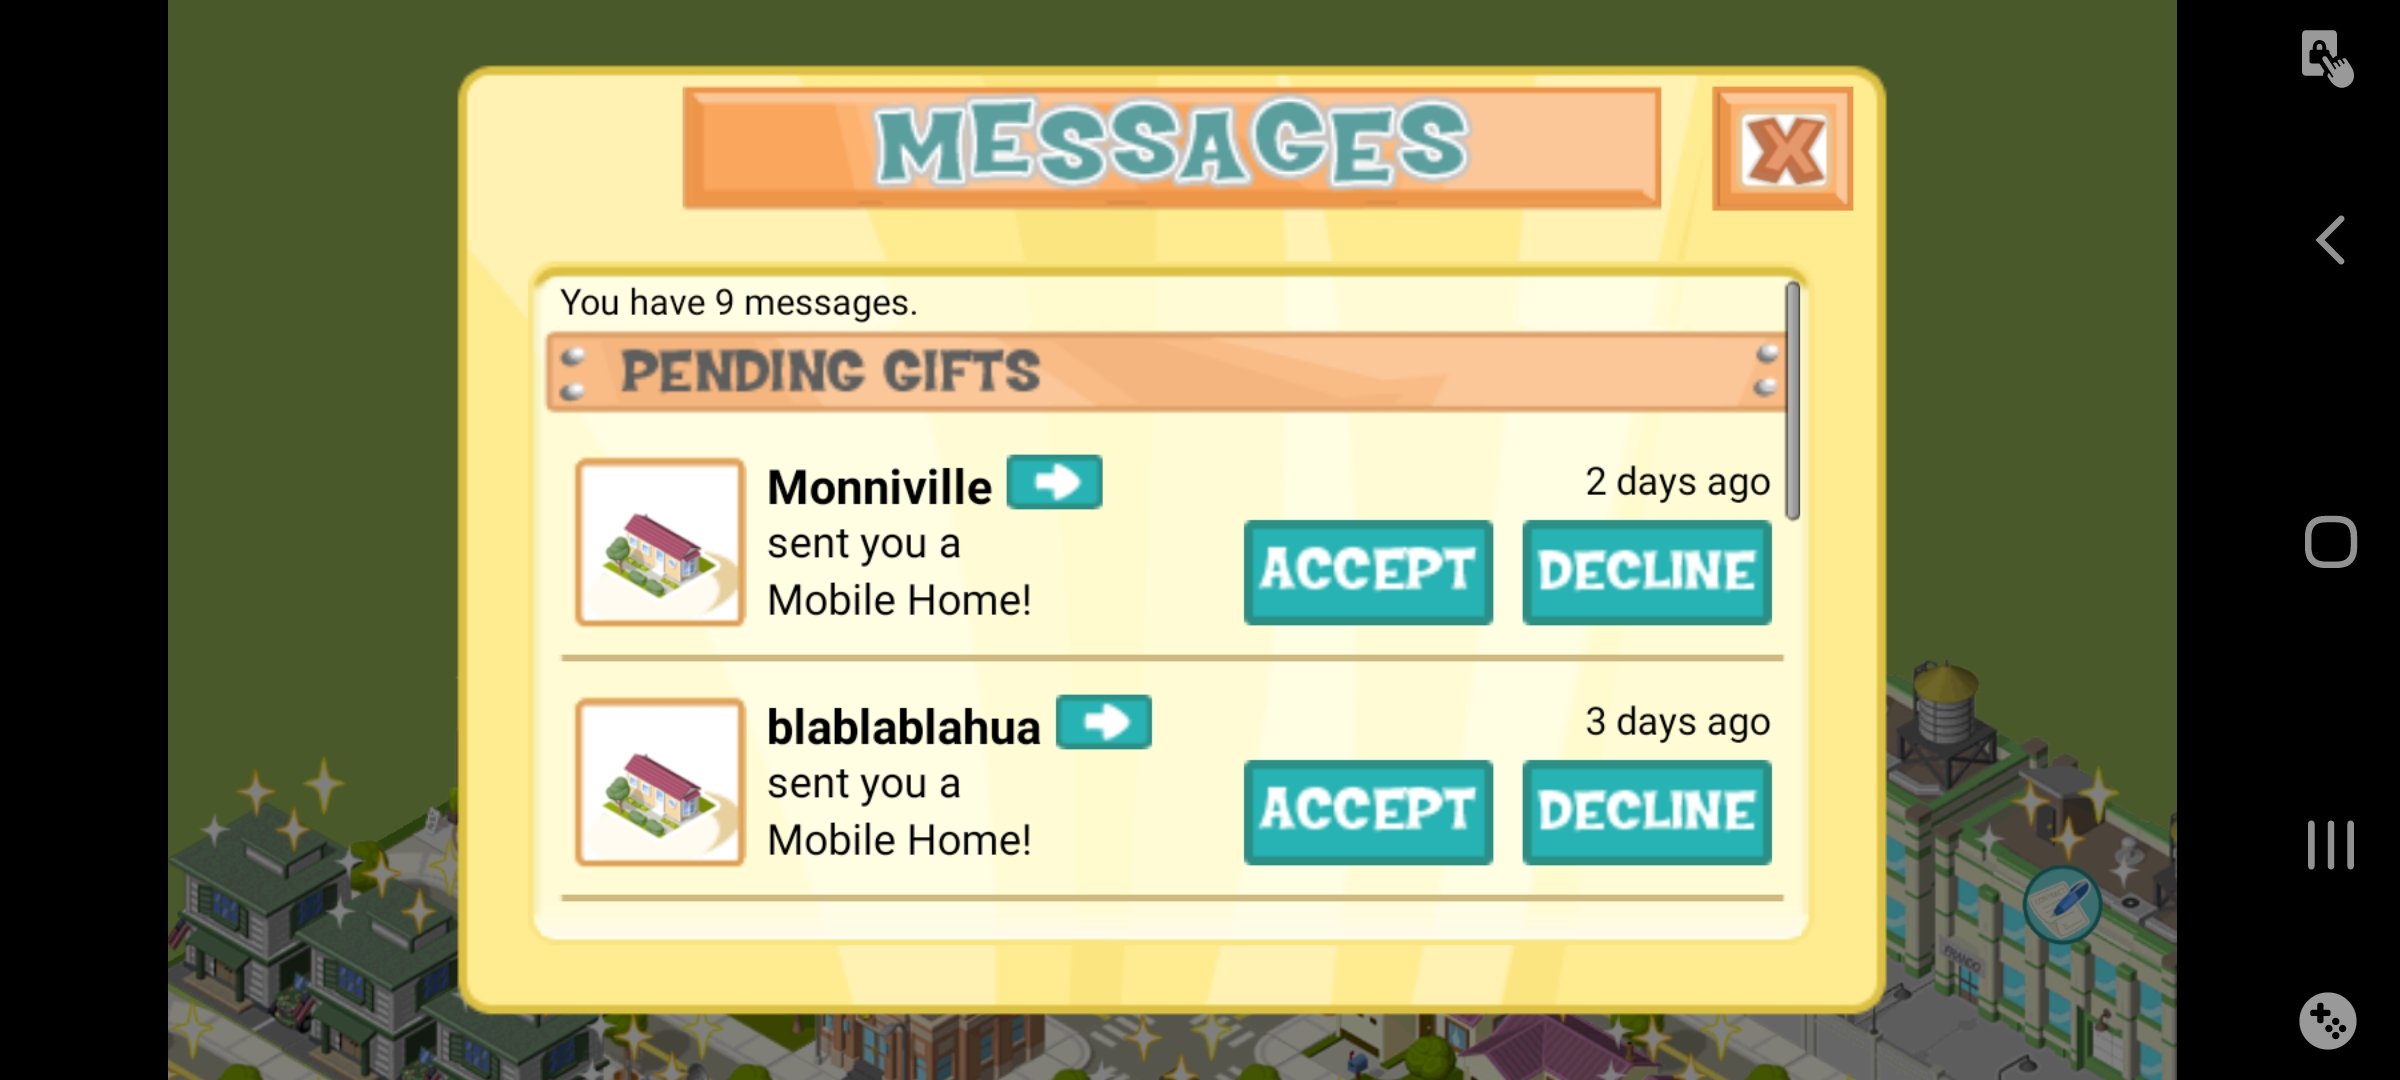 MESSAGES
X
You have 9 messages.
PENDING GIFTS
Monniville
2 days ago
sent you a
Mobile Home!
ACCEPT
DECLINE
blablablahua
3 days ago
sent you a
Mobile Home!
ACCEPT
DECLINE